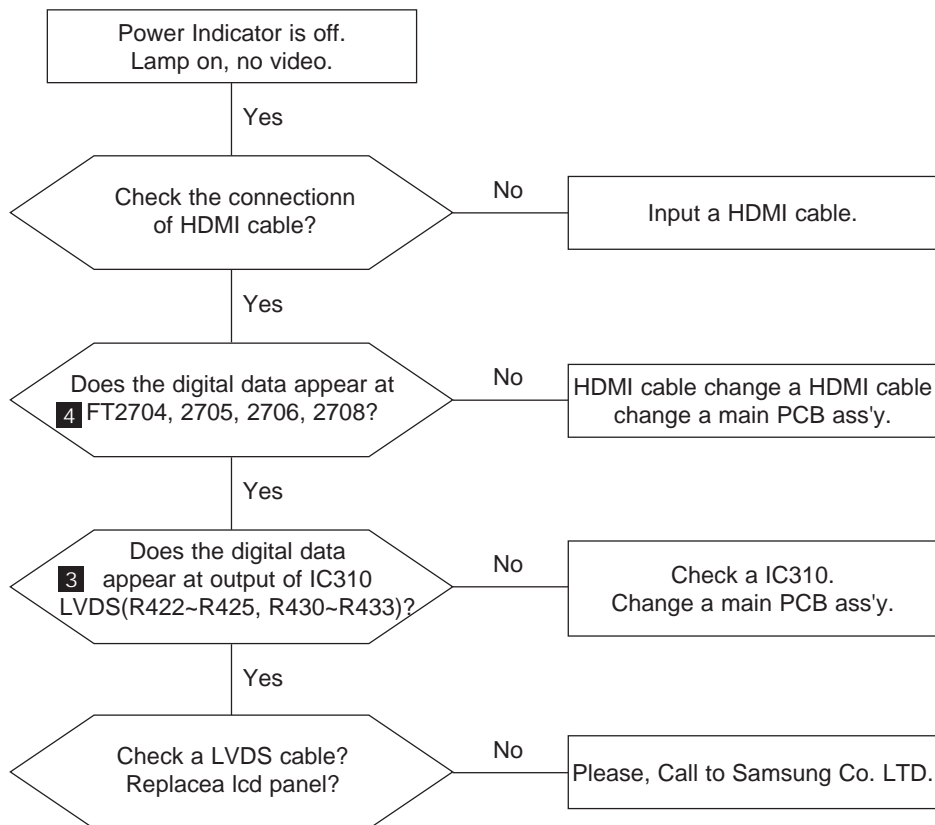 Power Indicator is off.
Lamp on, no video.
Yes
Check the connectionn
of HDMI cable?
No
Input a HDMI cable.
Yes
Does the digital data appear at
4 FT2704, 2705, 2706, 2708?
No
HDMI cable change a HDMI cable
change a main PCB ass'y.
Yes
Does the digital data
3 appear at output of IC310
LVDS(R422~R425, R430~R433)?
No
Check a IC310.
Change a main PCB ass'y.
Yes
Check a LVDS cable?
Replacea lcd panel?
No
Please, Call to Samsung Co. LTD.